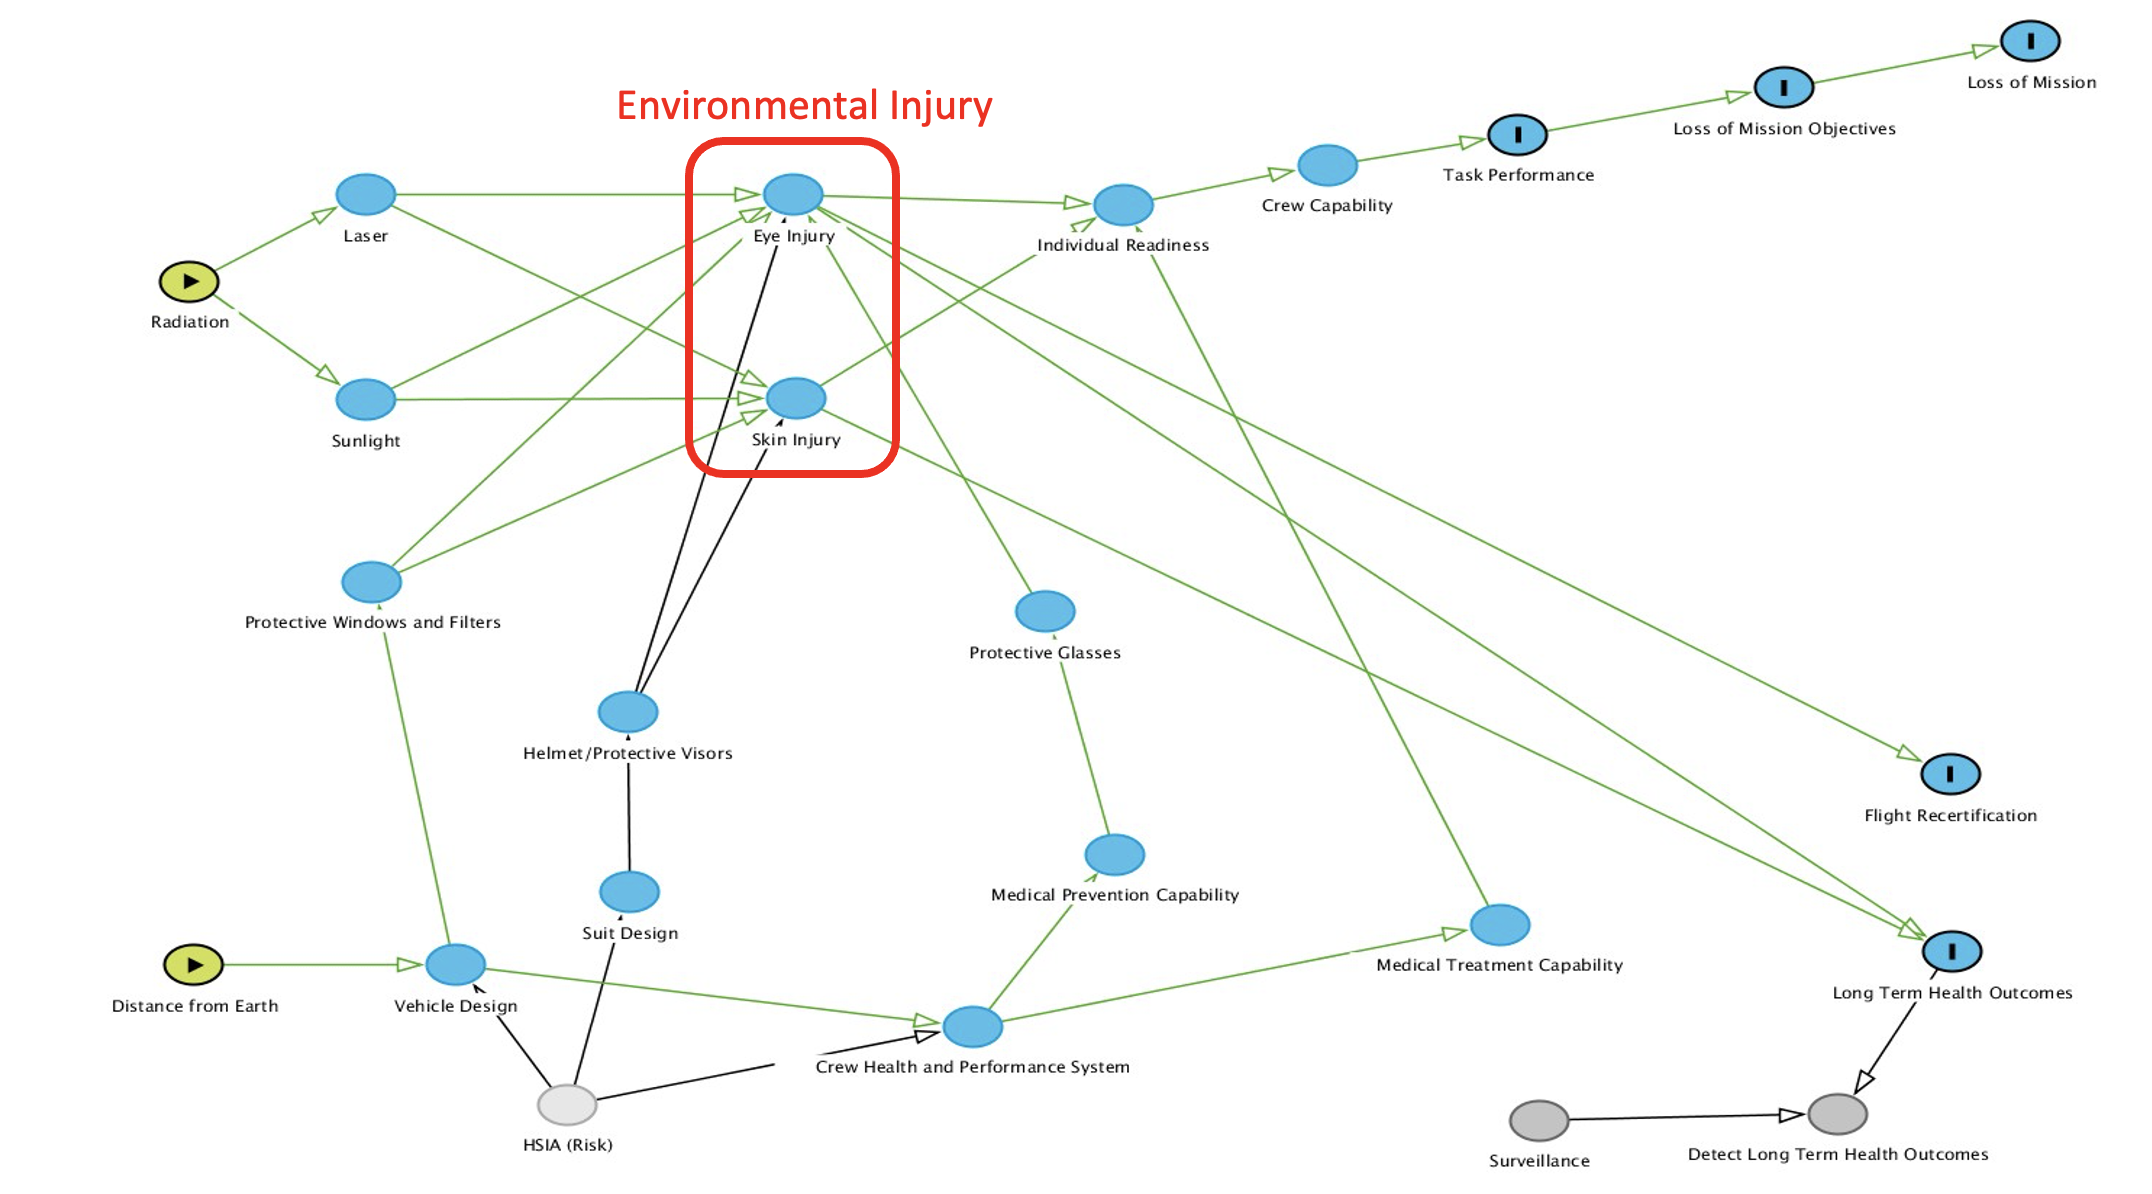 Loss of Mission
Environmental Injury
Loss of Mission Objectives
Task Performance
Crew Capability
Laser
Eye Injury
Individual Readiness
Radiation
Sunlight
Skin Injury
Protective Windows and Filters
Protective Glasses
Helmet/Protective Visors
Flight Recertification
Medical Prevention Capability
Suit Design
Medical Treatment Capability
Long Term Health Outcomes
Distance from Earth
Vehicle Design
Crew Health and Performance System
HSIA (Risk)
Detect Long Term Health Outcomes
Surveillance